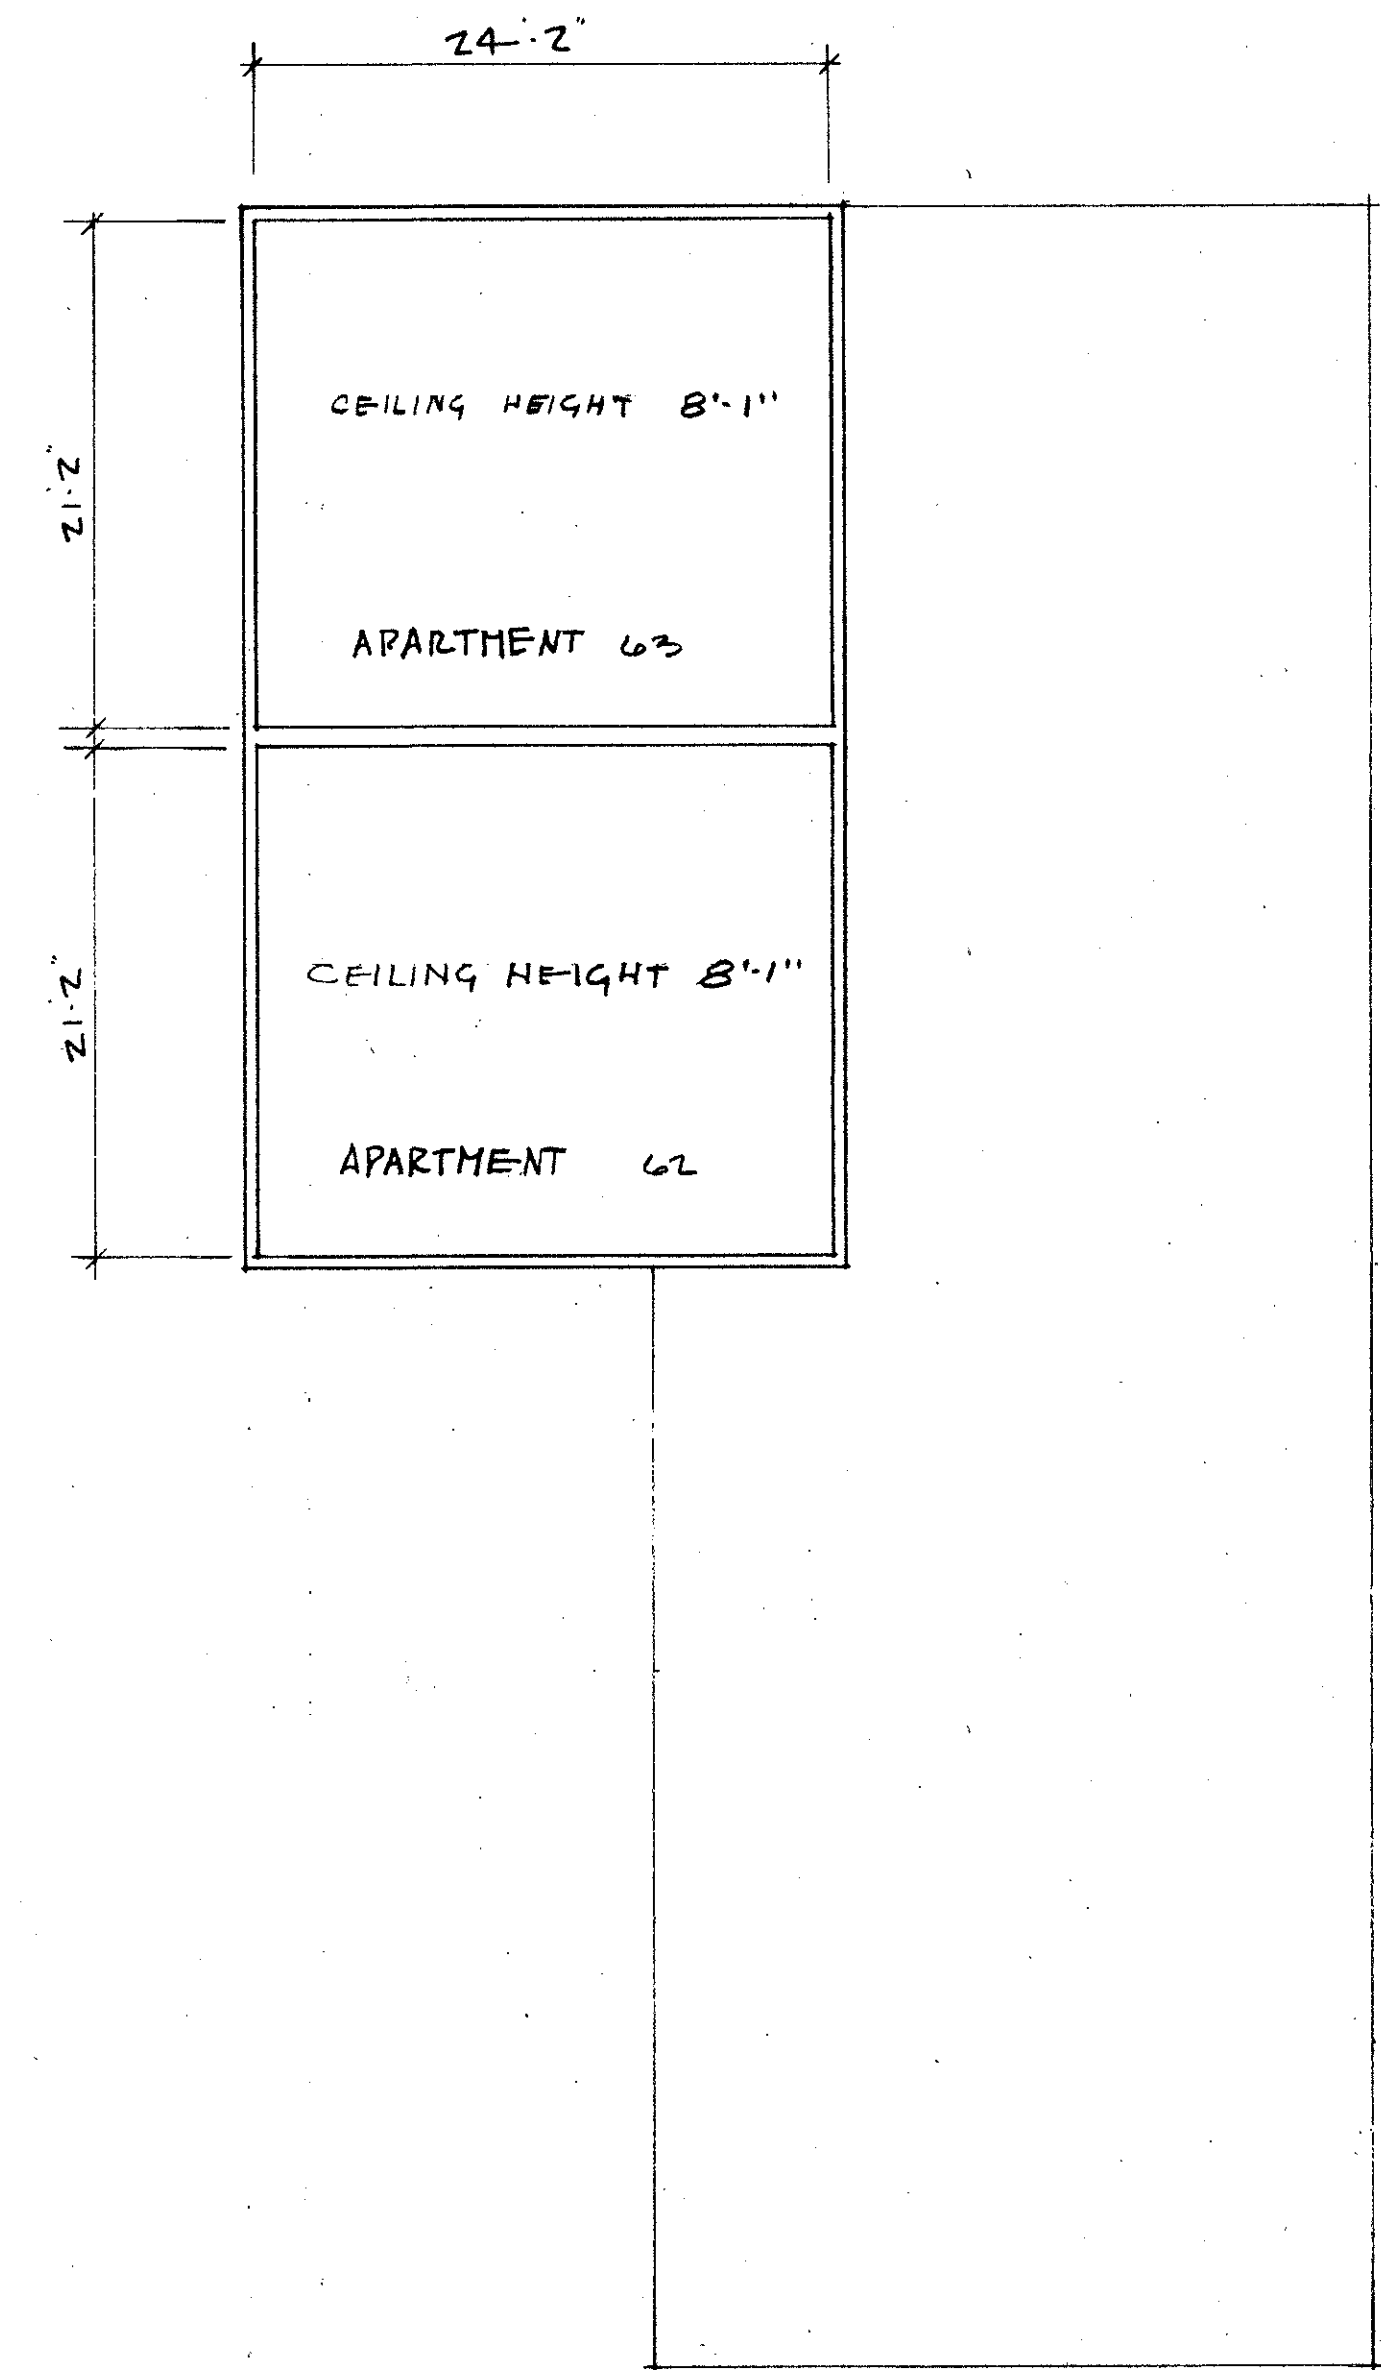 24'-2"
21'-2"
CEILING HEIGHT 8'-1"
APARTMENT 63
21'-2"
CEILING HEIGHT 8'-1"
APARTMENT 62